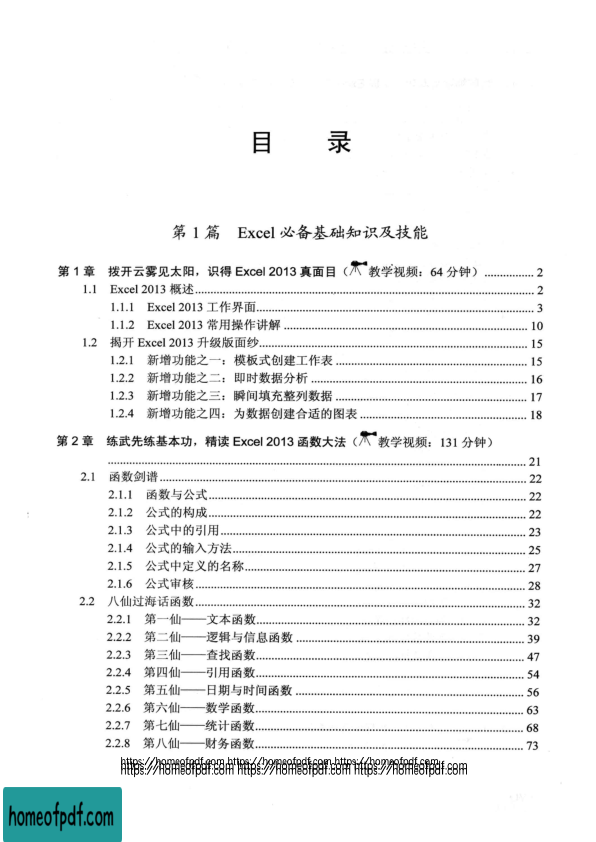 目 录
第 1 篇 Excel 必备基础知识及技能
第 1 章 拨开云雾见太阳，识得 Excel 2013 真面目（ 教学视频：64 分钟）................ 2
1.1 Excel 2013 概述................ 2
1.1.1 Excel 2013 工作界面................ 3
1.1.2 Excel 2013 常用操作讲解................ 10
1.2 揭开 Excel 2013 升级版面纱................ 15
1.2.1 新增功能之一：模板式创建工作表................ 15
1.2.2 新增功能之二：即时数据分析................ 16
1.2.3 新增功能之三：瞬间填充整列数据................ 17
1.2.4 新增功能之四：为数据创建合适的图表................ 18
第 2 章 练武先练基本功，精读 Excel 2013 函数大法（ 教学视频：131 分钟）
................ 21
2.1 函数剑谱................ 22
2.1.1 函数与公式................ 22
2.1.2 公式的构成................ 22
2.1.3 公式中的引用................ 23
2.1.4 公式的输入方法................ 25
2.1.5 公式中定义的名称................ 27
2.1.6 公式审核................ 28
2.2 八仙过海话函数................ 32
2.2.1 第一仙——文本函数................ 32
2.2.2 第二仙——逻辑与信息函数................ 39
2.2.3 第三仙——查找函数................ 47
2.2.4 第四仙——引用函数................ 54
2.2.5 第五仙——日期与时间函数................ 56
2.2.6 第六仙——数学函数................ 63
2.2.7 第七仙——统计函数................ 68
2.2.8 第八仙——财务函数................ 73
https://homeofpdf.com https://homeofpdf.com https://homeofpdf.com
https://homeofpdf.com https://homeofpdf.com https://homeofpdf.com
homeofpdf.com